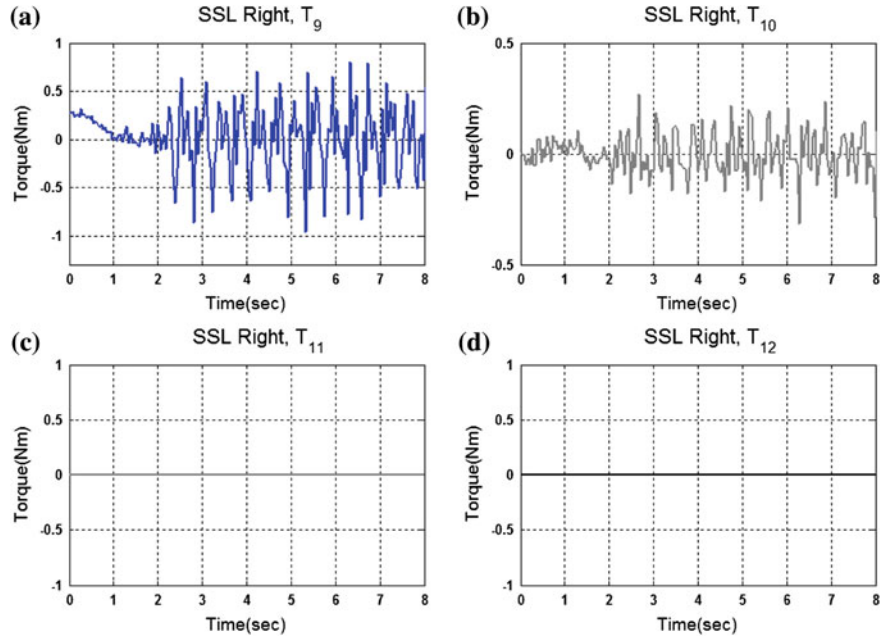 (a)
SSL Right, T9
1
0.5
0
-0.5
-1
Torque(Nm)
0 1 2 3 4 5 6 7 8
Time(sec)
(b)
SSL Right, T10
0.5
0
-0.5
Torque(Nm)
0 1 2 3 4 5 6 7 8
Time(sec)
(c)
SSL Right, T11
1
0.5
0
-0.5
-1
Torque(Nm)
0 1 2 3 4 5 6 7 8
Time(sec)
(d)
SSL Right, T12
1
0.5
0
-0.5
-1
Torque(Nm)
0 1 2 3 4 5 6 7 8
Time(sec)